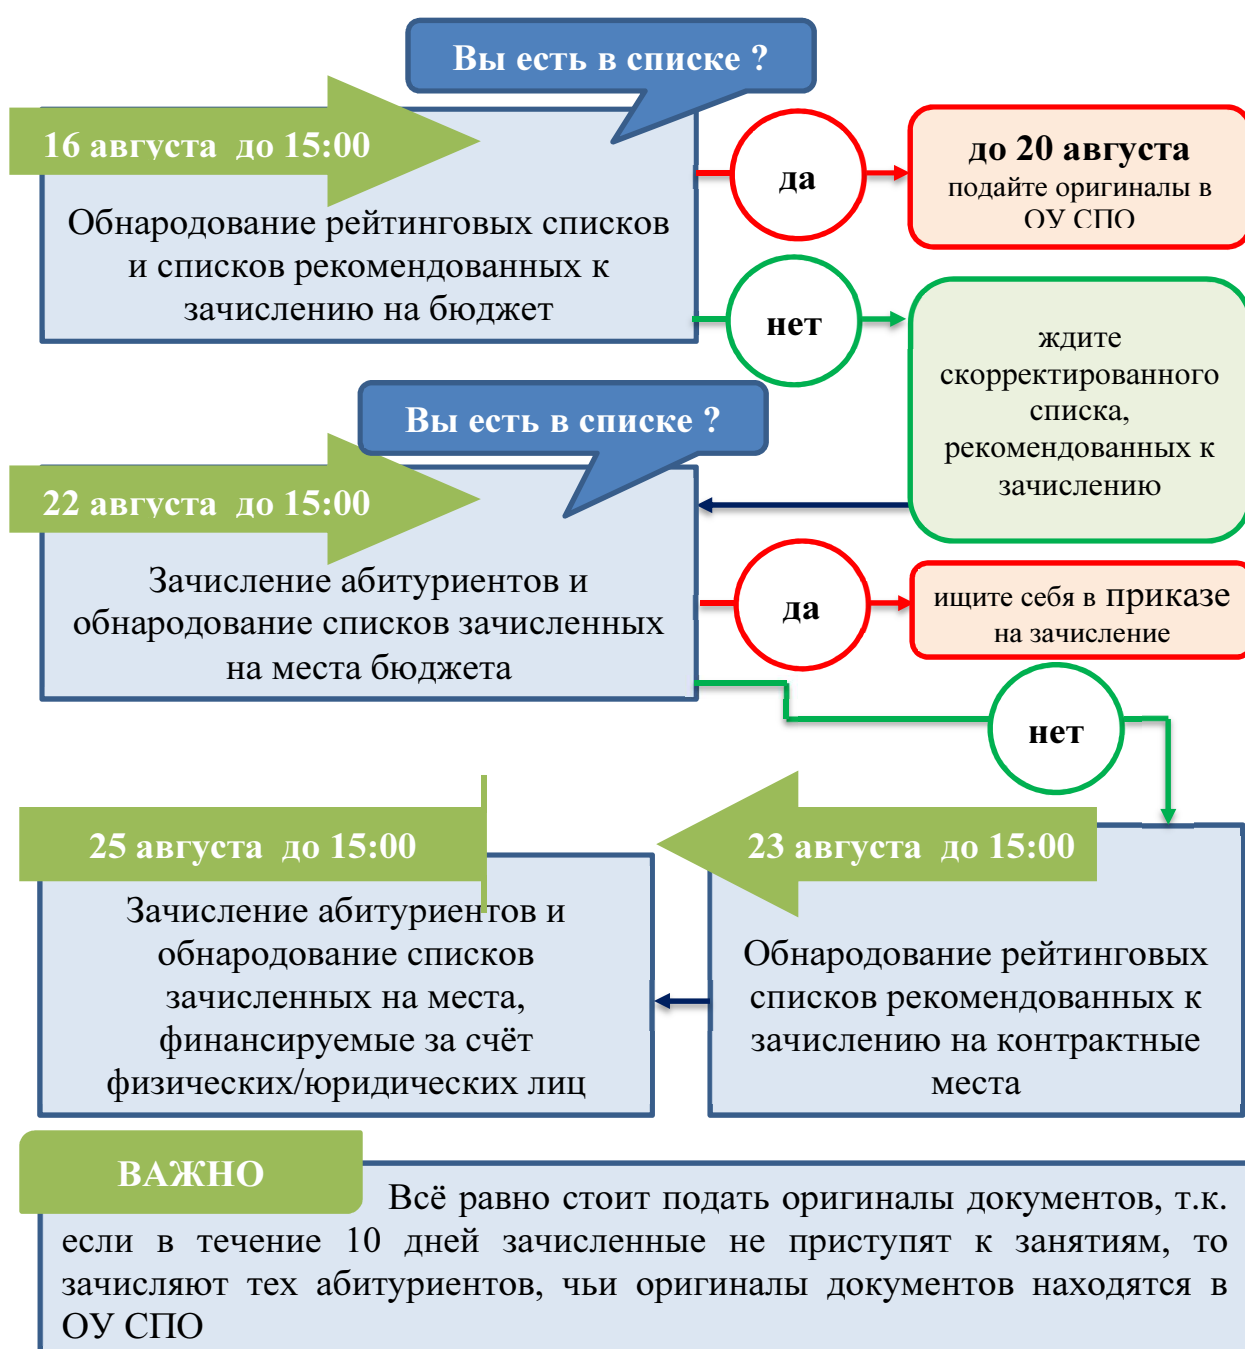 Вы есть в списке ?
16 августа до 15:00
Обнародование рейтинговых списков
и списков рекомендованных к
зачислению на бюджет
да
до 20 августа
подайте оригиналы в
ОУ СПО
нет
ждите
скорректированного
списка,
рекомендованных к
зачислению
Вы есть в списке ?
22 августа до 15:00
Зачисление абитуриентов и
обнародование списков зачисленных
на места бюджета
да
ищите себя в приказе
на зачисление
нет
23 августа до 15:00
Обнародование рейтинговых
списков рекомендованных к
зачислению на контрактные
места
25 августа до 15:00
Зачисление абитуриентов и
обнародование списков
зачисленных на места,
финансируемые за счёт
физических/юридических лиц
ВАЖНО
Всё равно стоит подать оригиналы документов, т.к.
если в течение 10 дней зачисленные не приступят к занятиям, то
зачисляют тех абитуриентов, чьи оригиналы документов находятся в
ОУ СПО